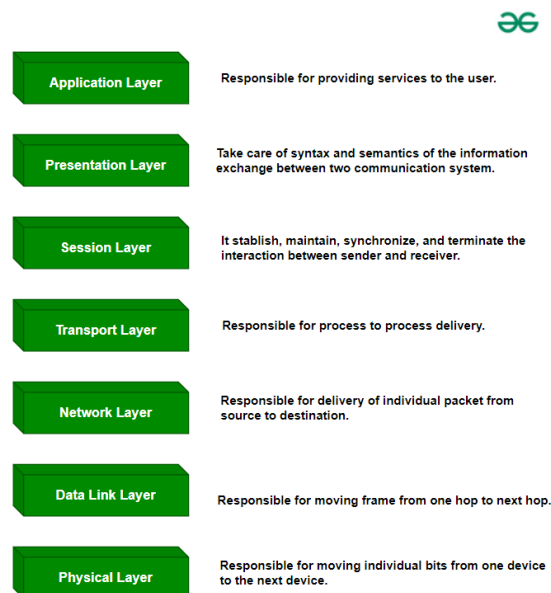 Application Layer
Responsible for providing services to the user.
Presentation Layer
Take care of syntax and semantics of the information
exchange between two communication system.
Session Layer
It stablish, maintain, synchronize, and terminate the
interaction between sender and receiver.
Transport Layer
Responsible for process to process delivery.
Network Layer
Responsible for delivery of individual packet from
source to destination.
Data Link Layer
Responsible for moving frame from one hop to next hop.
Physical Layer
Responsible for moving individual bits from one device
to the next device.